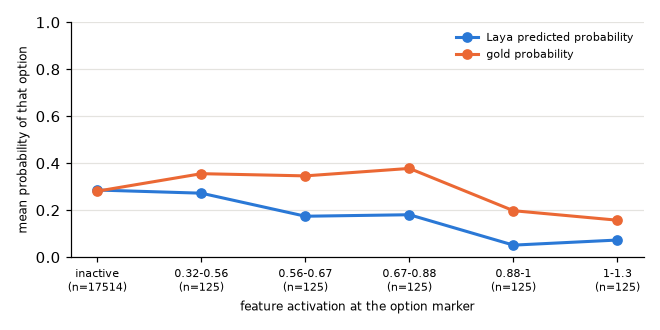 1.0
0.8
0.6
0.4
0.2
0.0
mean probability of that option
Laya predicted probability
gold probability
inactive
(n=17514)
0.32-0.56
(n=125)
0.56-0.67
(n=125)
0.67-0.88
(n=125)
0.88-1
(n=125)
1-1.3
(n=125)
feature activation at the option marker